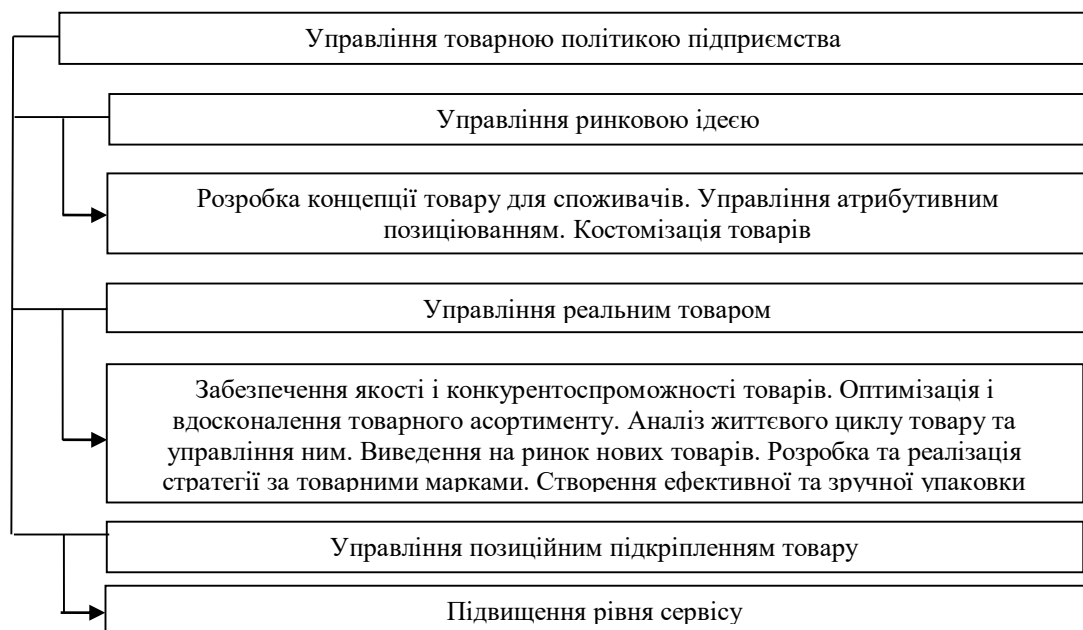 Управління товарною політикою підприємства
Управління ринковою ідеєю
Розробка концепції товару для споживачів. Управління атрибутивним
позиціюванням. Костомізація товарів
Управління реальним товаром
Забезпечення якості і конкурентоспроможності товарів. Оптимізація і
вдосконалення товарного асортименту. Аналіз життєвого циклу товару та
управління ним. Виведення на ринок нових товарів. Розробка та реалізація
стратегії за товарними марками. Створення ефективної та зручної упаковки
Управління позиційним підкріпленням товару
Підвищення рівня сервісу